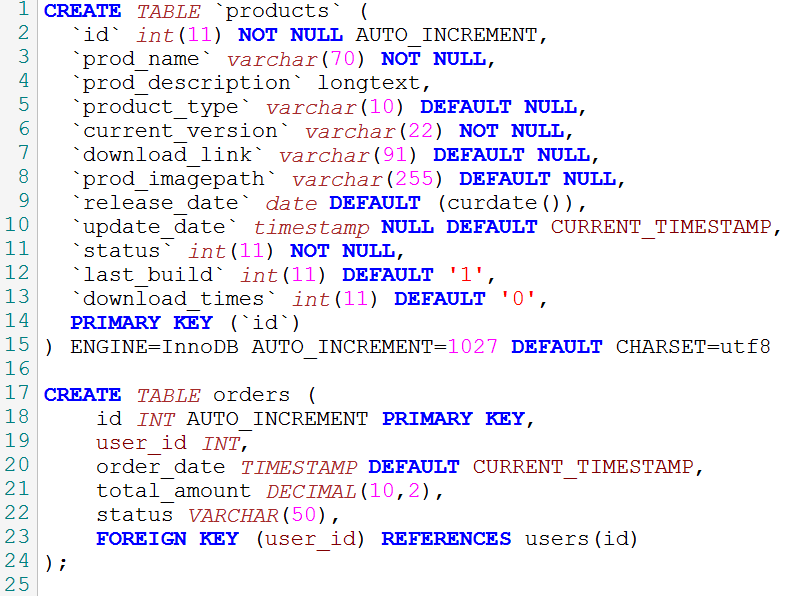 1 CREATE TABLE `products` (
2 `id` int(11) NOT NULL AUTO_INCREMENT,
3 `prod_name` varchar(70) NOT NULL,
4 `prod_description` longtext,
5 `product_type` varchar(10) DEFAULT NULL,
6 `current_version` varchar(22) NOT NULL,
7 `download_link` varchar(91) DEFAULT NULL,
8 `prod_imagepath` varchar(255) DEFAULT NULL,
9 `release_date` date DEFAULT (curdate()),
10 `update_date` timestamp NULL DEFAULT CURRENT_TIMESTAMP,
11 `status` int(11) NOT NULL,
12 `last_build` int(11) DEFAULT '1',
13 `download_times` int(11) DEFAULT '0',
14 PRIMARY KEY (`id`)
15 ) ENGINE=InnoDB AUTO_INCREMENT=1027 DEFAULT CHARSET=utf8
16
17 CREATE TABLE orders (
18 id INT AUTO_INCREMENT PRIMARY KEY,
19 user_id INT,
20 order_date TIMESTAMP DEFAULT CURRENT_TIMESTAMP,
21 total_amount DECIMAL(10,2),
22 status VARCHAR(50),
23 FOREIGN KEY (user_id) REFERENCES users(id)
24 );
25